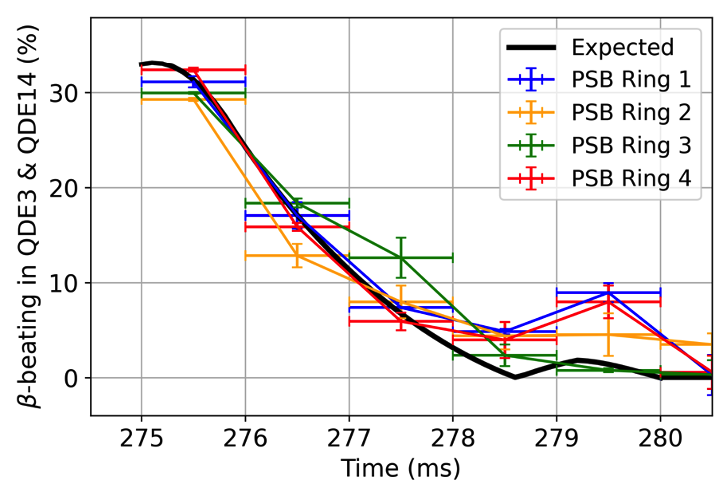 β-beating in QDE3 & QDE14 (%)
30
20
10
0
Expected
PSB Ring 1
PSB Ring 2
PSB Ring 3
PSB Ring 4
275 276 277 278 279 280
Time (ms)